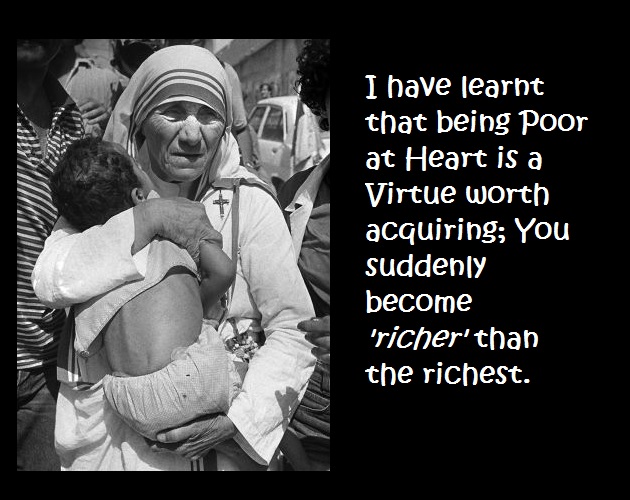 I have learnt
that being Poor
at Heart is a
Virtue worth
acquiring; You
suddenly
become
'richer' than
the richest.